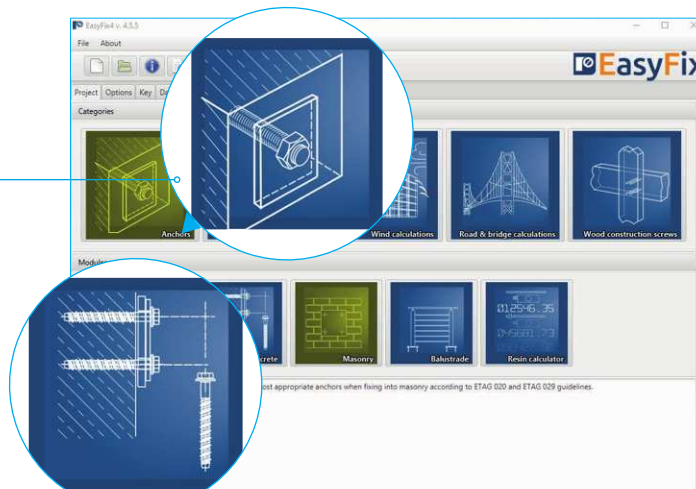 EasyFix4 v. 4.5.5
File About
EasyFix
Project Options Key
Categories
Anchors
Wind calculations
Road & bridge calculations
Wood construction screws
Masonry
Balustrade
012546.35
Resin calculator
ost appropriate anchors when fixing into masonry according to ETAG 020 and ETAG 029 guidelines.